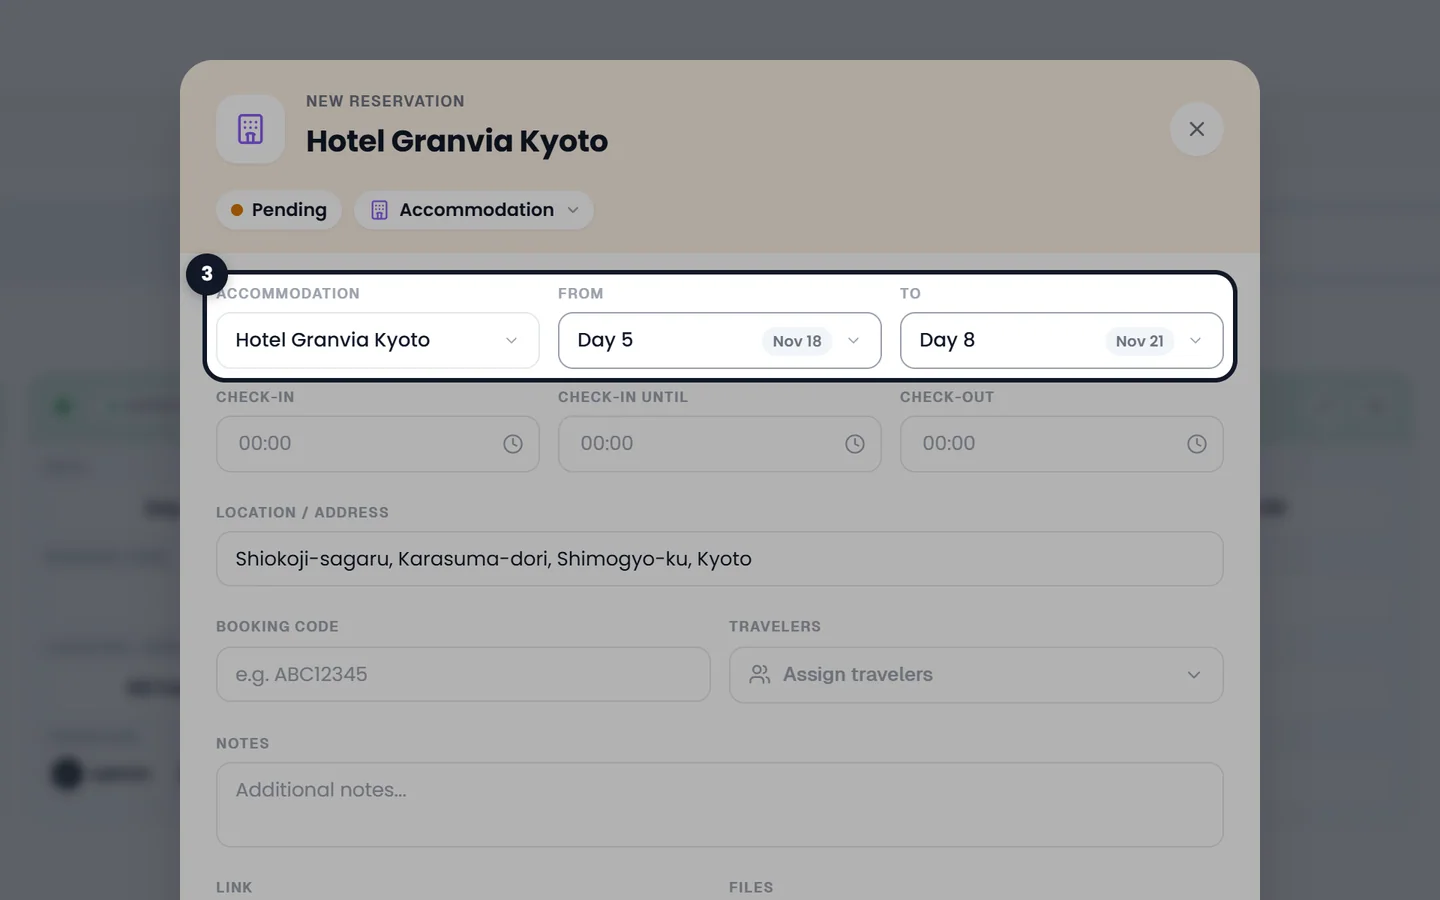 NEW RESERVATION
Hotel Granvia Kyoto
Pending
Accommodation
3
ACCOMMODATION
FROM
TO
Hotel Granvia Kyoto
Day 5
Nov 18
Day 8
Nov 21
CHECK-IN
CHECK-IN UNTIL
CHECK-OUT
00:00
00:00
00:00
LOCATION / ADDRESS
Shiokoji-sagaru, Karasuma-dori, Shimogyo-ku, Kyoto
BOOKING CODE
TRAVELERS
e.g. ABC12345
Assign travelers
NOTES
Additional notes...
LINK
FILES